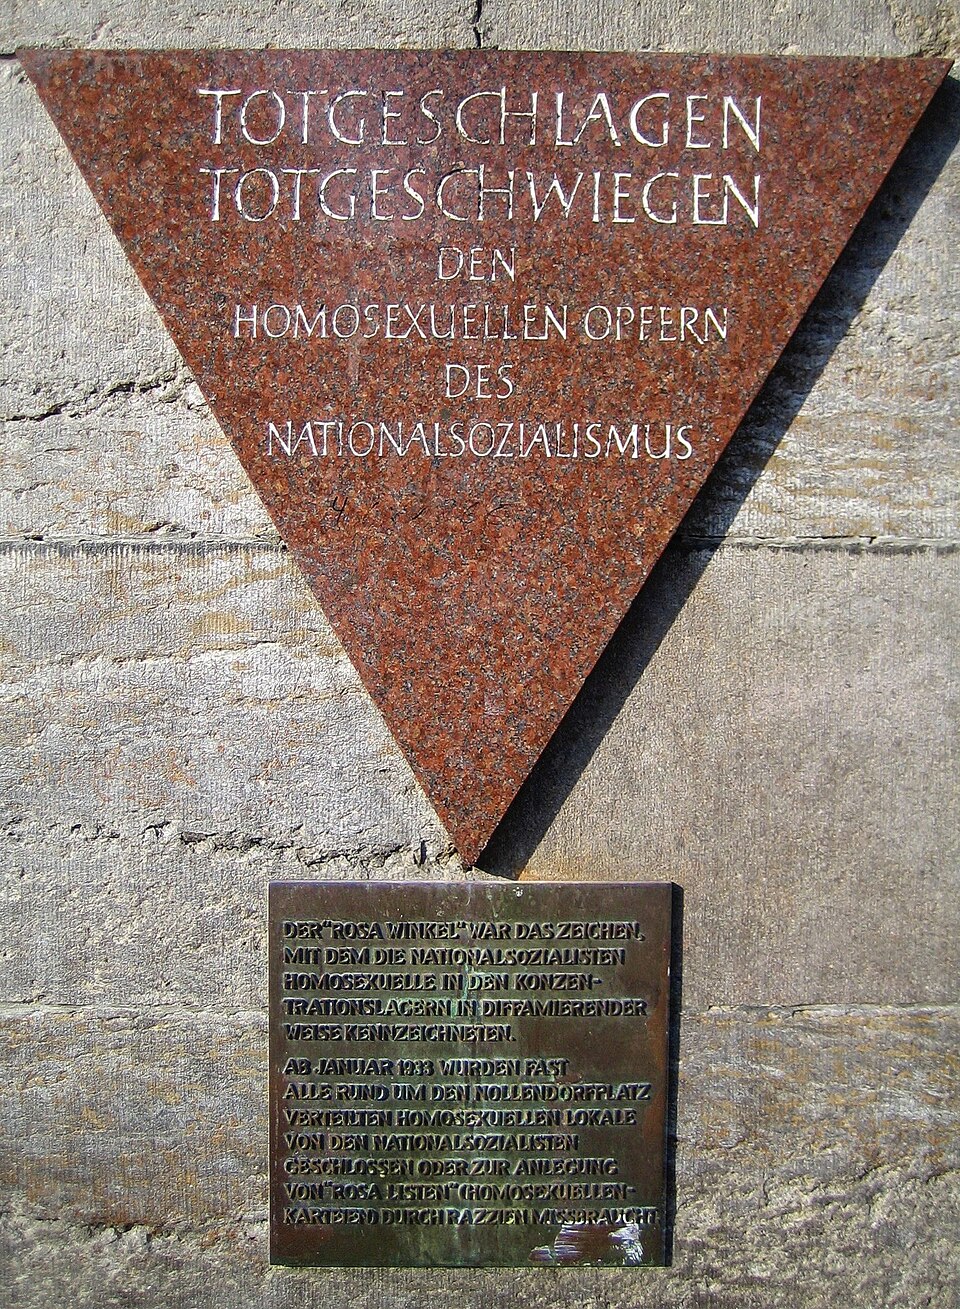 TOTGESCHLAGEN
TOTGESCHWIEGEN
DEN
HOMOSEXUELLEN OPFERN
DES
NATIONALSOZIALISMUS
DER "ROSA WINKEL" WAR DAS ZEICHEN,
MIT DEM DIE NATIONALSOZIALISTEN
HOMOSEXUELLE IN DEN KONZEN-
TRATIONSLAGERN IN DIFFAMIERENDER
WEISE KENNZEICHNETEN.
AB JANUAR 1933 WURDEN FAST
ALLE RUND UM DEN NOLLENDORFPLATZ
VERTEILTEN HOMOSEXUELLEN LOKALE
VON DEN NATIONALSOZIALISTEN
GESCHLOSSEN ODER ZUR ANLEGUNG
VON "ROSA LISTEN" (HOMOSEXUELLEN-
KARTEIEN) DURCH RAZZIEN MISSBRAUCHT